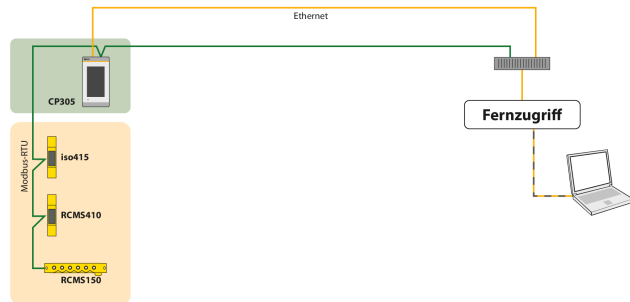 Ethernet
CP305
Fernzugriff
Modbus-RTU
iso415
RCMS410
RCMS150